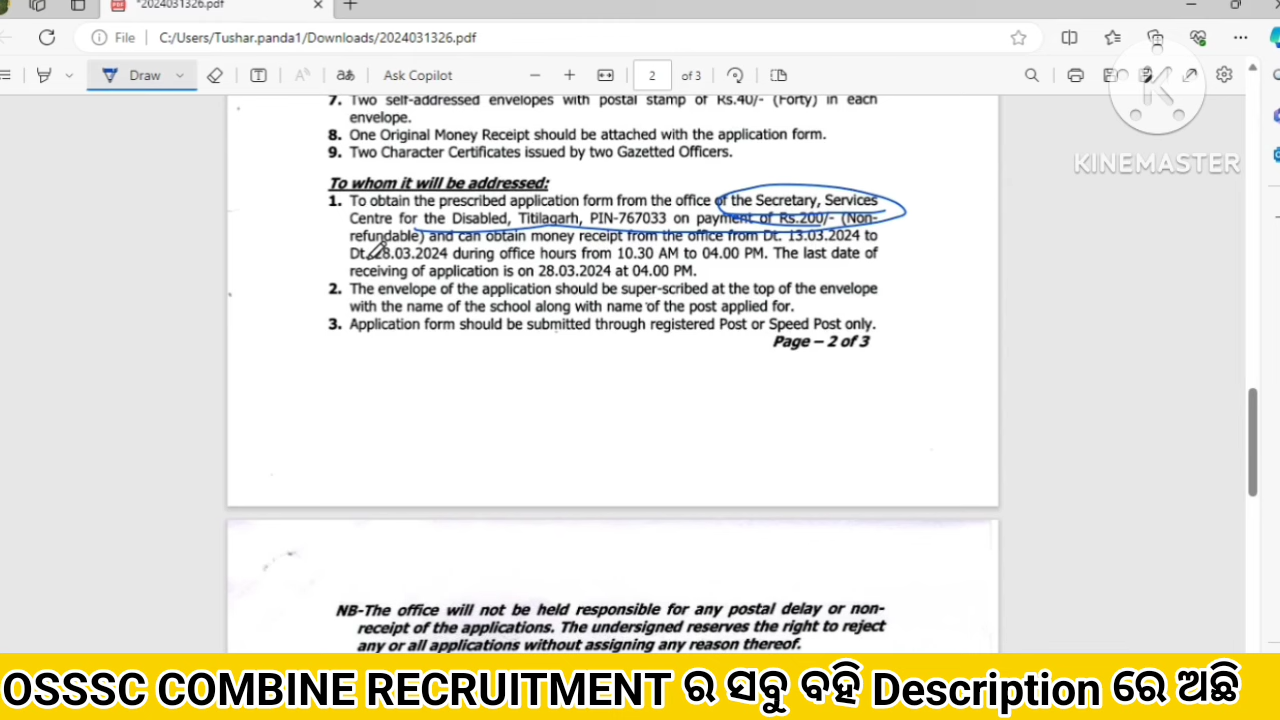 *2024031326.pdf
File C:/Users/Tushar.panda1/Downloads/2024031326.pdf
Draw Ask Copilot 2 of 3
7. Two self-addressed envelopes with postal stamp of Rs.40/- (Forty) in each
envelope.
8. One Original Money Receipt should be attached with the application form.
9. Two Character Certificates issued by two Gazetted Officers.
KINEMASTER
To whom it will be addressed:
1. To obtain the prescribed application form from the office of the Secretary, Services
Centre for the Disabled, Titilagarh, PIN-767033 on payment of Rs.200/- (Non-
refundable) and can obtain money receipt from the office from Dt. 13.03.2024 to
Dt. 28.03.2024 during office hours from 10.30 AM to 04.00 PM. The last date of
receiving of application is on 28.03.2024 at 04.00 PM.
2. The envelope of the application should be super-scribed at the top of the envelope
with the name of the school along with name of the post applied for.
3. Application form should be submitted through registered Post or Speed Post only.
Page – 2 of 3
NB-The office will not be held responsible for any postal delay or non-
receipt of the applications. The undersigned reserves the right to reject
any or all applications without assigning any reason thereof.
OSSSC COMBINE RECRUITMENT ର ସବୁ ବହି Description ରେ ଅଛି